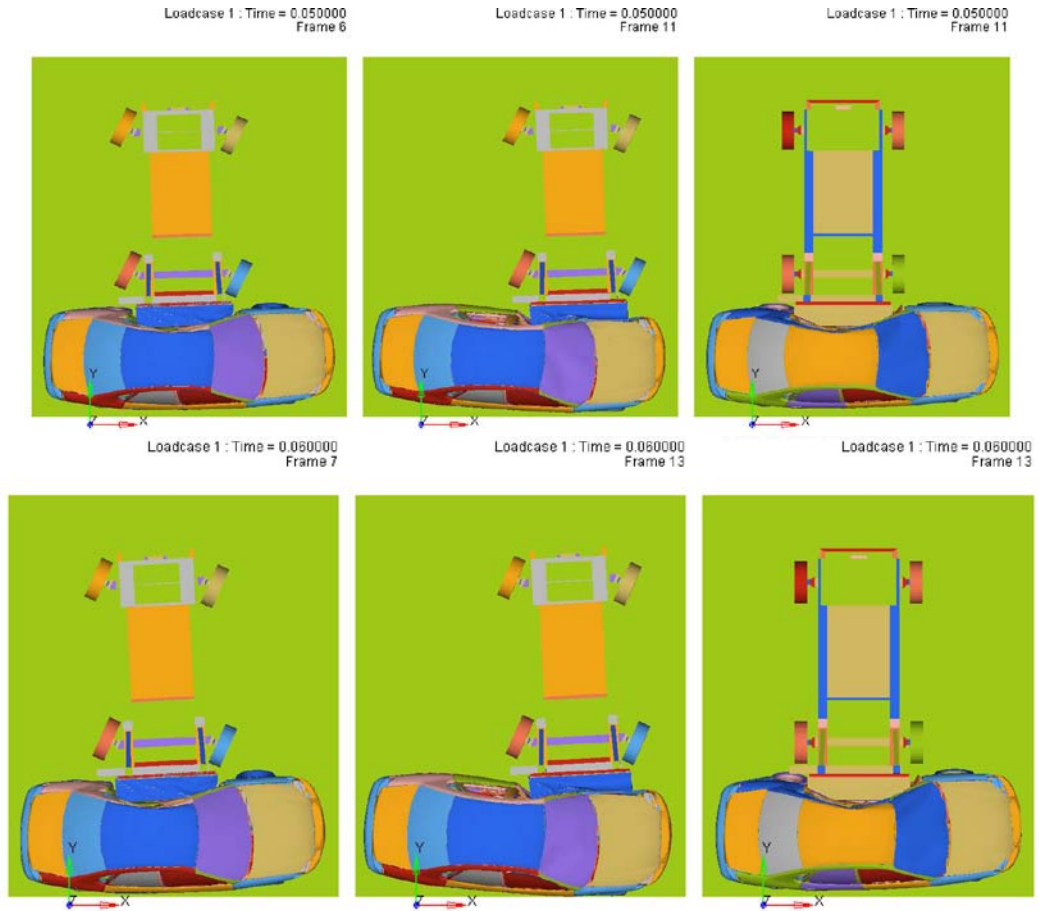 Loadcase 1 : Time = 0.050000
Frame 6
Loadcase 1 : Time = 0.050000
Frame 11
Loadcase 1 : Time = 0.050000
Frame 11
Y
Z
X
Y
Z
X
Y
Z
X
Loadcase 1 : Time = 0.060000
Frame 7
Loadcase 1 : Time = 0.060000
Frame 13
Loadcase 1 : Time = 0.060000
Frame 13
Y
Z
X
Y
Z
X
Y
Z
X